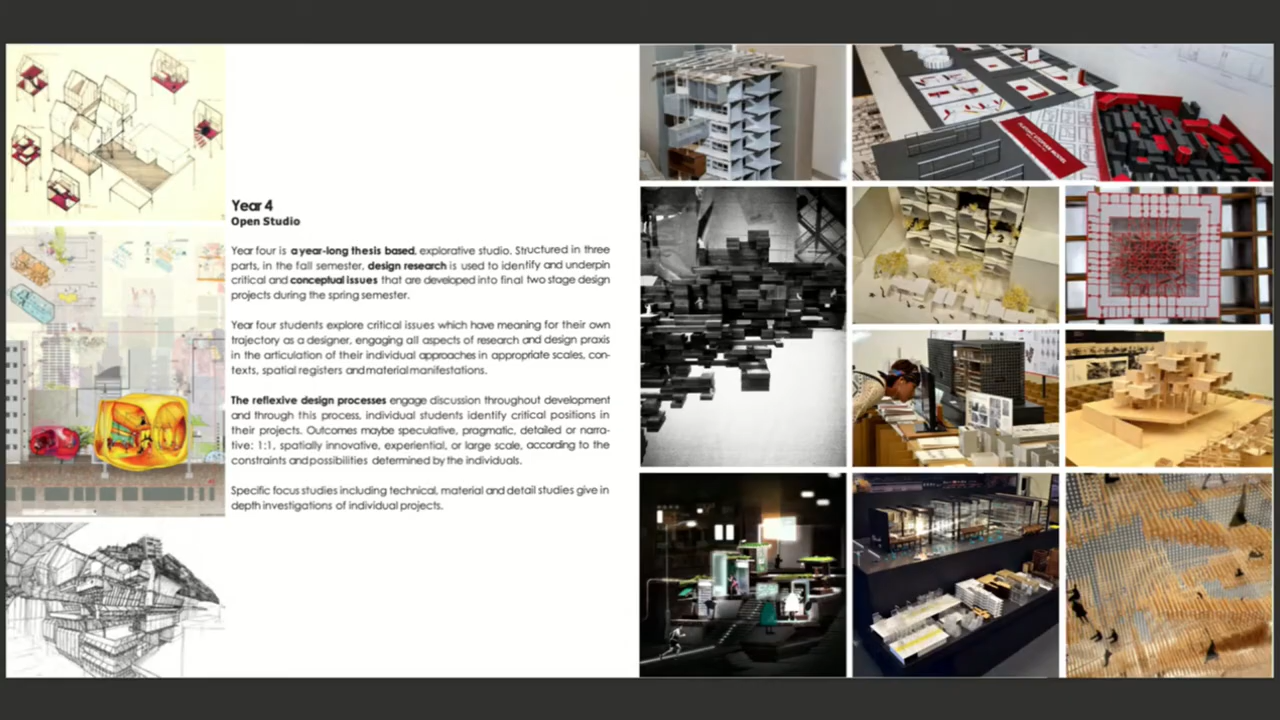 Year 4
Open Studio
Year four is a year-long thesis based, explorative studio. Structured in three
parts, in the fall semester, design research is used to identify and underpin
critical and conceptual issues that are developed into final two stage design
projects during the spring semester.
Year four students explore critical issues which have meaning for their own
trajectory as a designer, engaging all aspects of research and design praxis
in the articulation of their individual approaches in appropriate scales, con-
texts, spatial registers and material manifestations.
The reflexive design processes engage discussion throughout development
and through this process, individual students identify critical positions in
their projects. Outcomes maybe speculative, pragmatic, detailed or narra-
tive: 1:1, spatially innovative, experiential, or large scale, according to the
constraints and possibilities determined by the individuals.
Specific focus studies including technical, material and detail studies give in
depth investigations of individual projects.